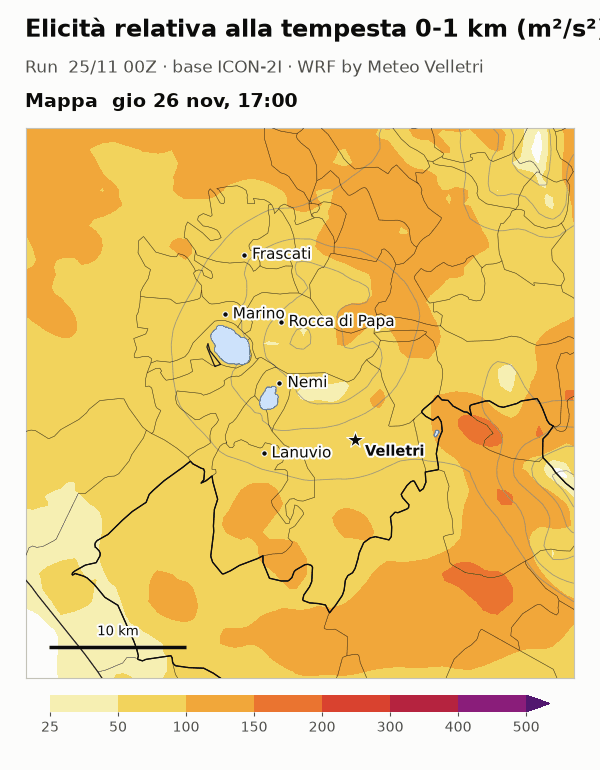 Elicità relativa alla tempesta 0-1 km (m²/s²)
Run  25/11 00Z · base ICON-2I · WRF by Meteo Velletri
Mappa  gio 26 nov, 17:00
Frascati
Marino
Rocca di Papa
Nemi
Velletri
Lanuvio
10 km
25 50 100 150 200 300 400 500